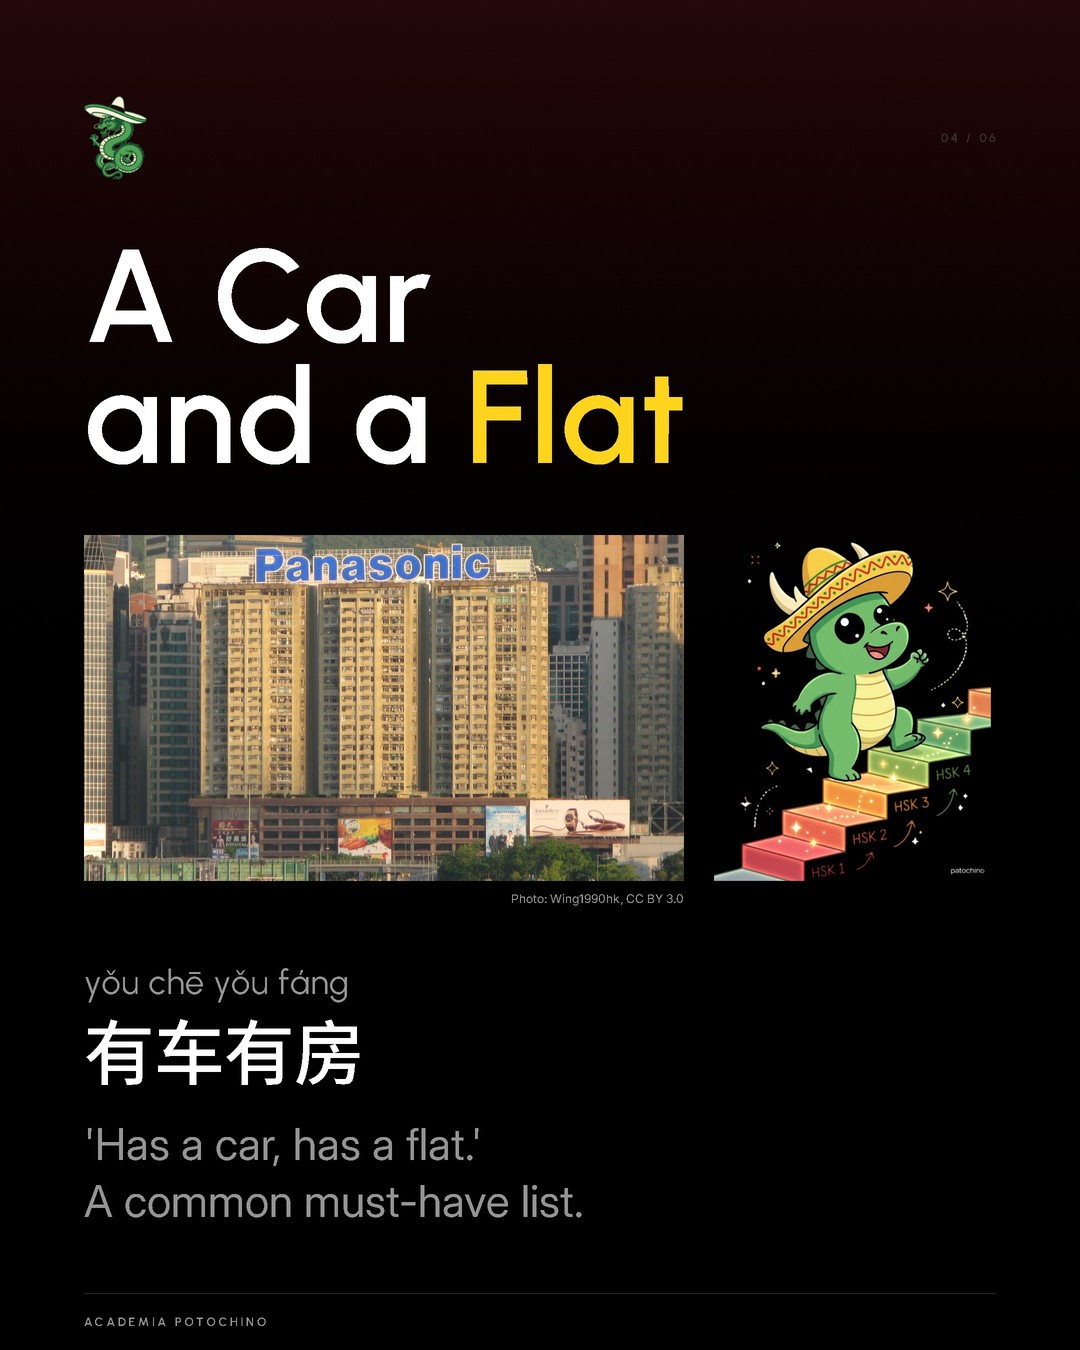 04 / 06
A Car
and a Flat
Panasonic
HSK 4
HSK 3
HSK 2
HSK 1
patochino
Photo: Wing1990hk, CC BY 3.0
yǒu chē yǒu fáng
有车有房
'Has a car, has a flat.'
A common must-have list.
ACADEMIA POTOCHINO